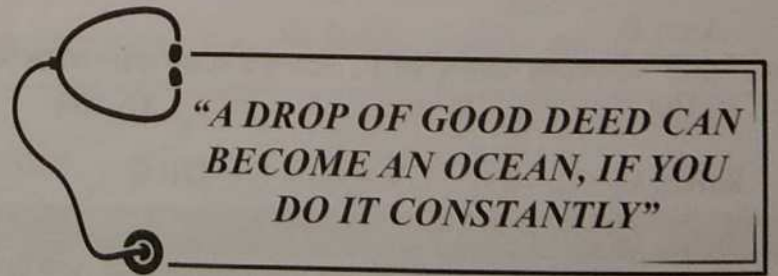 “A DROP OF GOOD DEED CAN
BECOME AN OCEAN, IF YOU
DO IT CONSTANTLY”